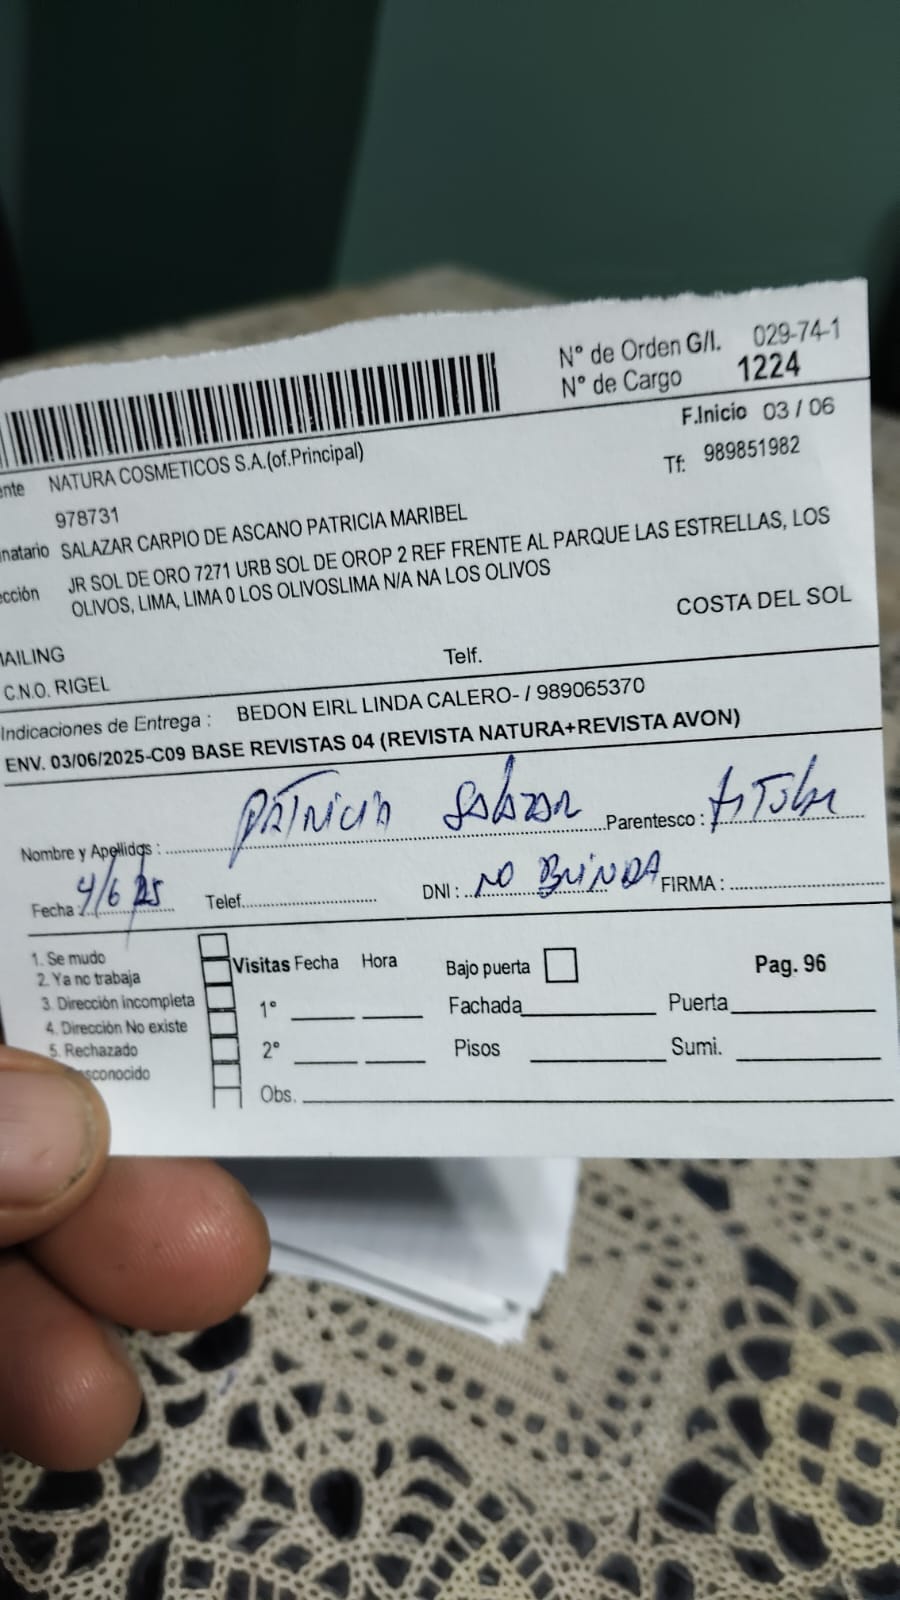 N° de Orden G/I. 029-74-1
N° de Cargo 1224
F.Inicio 03 / 06
ente NATURA COSMETICOS S.A.(of.Principal)
Tf: 989851982
978731
natario SALAZAR CARPIO DE ASCANO PATRICIA MARIBEL
ección JR SOL DE ORO 7271 URB SOL DE OROP 2 REF FRENTE AL PARQUE LAS ESTRELLAS, LOS
OLIVOS, LIMA, LIMA 0 LOS OLIVOSLIMA N/A NA LOS OLIVOS
COSTA DEL SOL
MAILING
Telf.
C.N.O. RIGEL
Indicaciones de Entrega : BEDON EIRL LINDA CALERO- / 989065370
ENV. 03/06/2025-C09 BASE REVISTAS 04 (REVISTA NATURA+REVISTA AVON)
Nombre y Apellidos : PATRICIA Salazar Parentesco : titular
Fecha 4/6/25 Telef. DNI : NO BRINDA FIRMA :
1. Se mudo
2. Ya no trabaja
3. Dirección incompleta
4. Dirección No existe
5. Rechazado
esconocido
Visitas Fecha Hora Bajo puerta Pag. 96
1° Fachada Puerta
2° Pisos Sumi.
Obs.